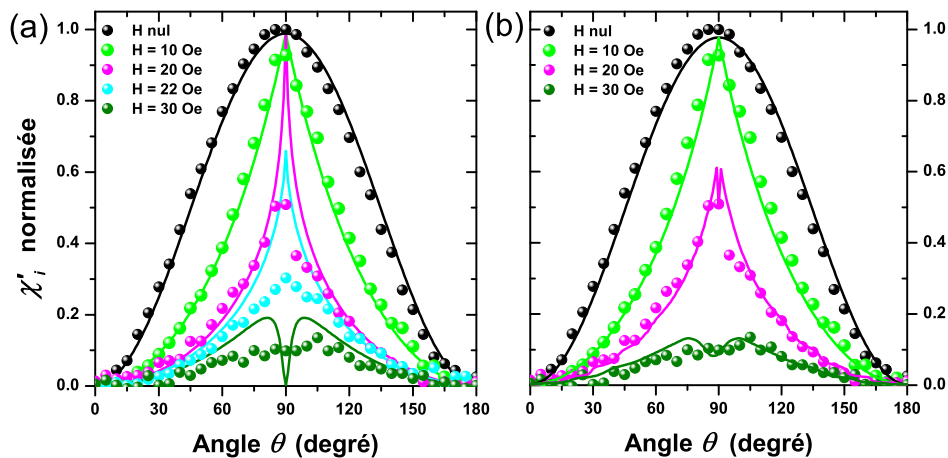 (a)
H nul
H = 10 Oe
H = 20 Oe
H = 22 Oe
H = 30 Oe
1.0
0.8
0.6
0.4
0.2
0.0
χ'i normalisée
0 30 60 90 120 150 180
Angle θ (degré)
(b)
H nul
H = 10 Oe
H = 20 Oe
H = 30 Oe
1.0
0.8
0.6
0.4
0.2
0.0
0 30 60 90 120 150 180
Angle θ (degré)